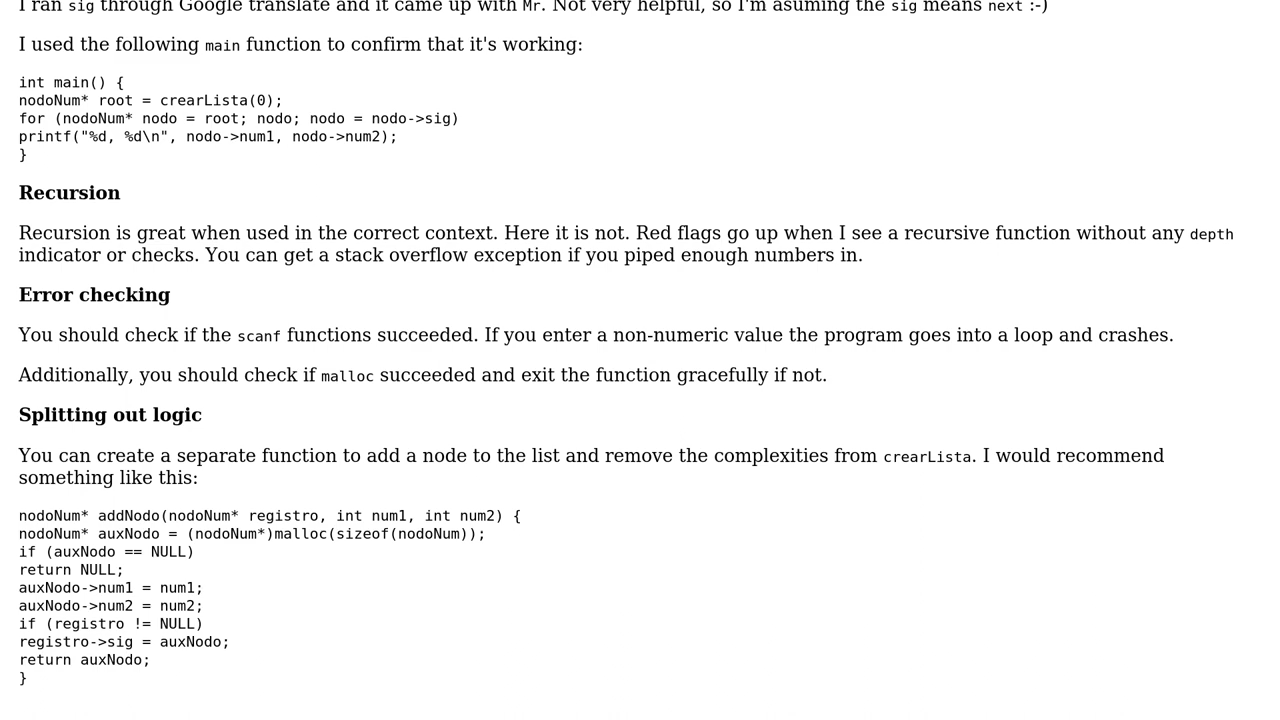 I ran sig through Google translate and it came up with Mr. Not very helpful, so I'm asuming the sig means next :-)
I used the following main function to confirm that it's working:
int main() {
nodoNum* root = crearLista(0);
for (nodoNum* nodo = root; nodo; nodo = nodo->sig)
printf("%d, %d\n", nodo->num1, nodo->num2);
}
Recursion
Recursion is great when used in the correct context. Here it is not. Red flags go up when I see a recursive function without any depth
indicator or checks. You can get a stack overflow exception if you piped enough numbers in.
Error checking
You should check if the scanf functions succeeded. If you enter a non-numeric value the program goes into a loop and crashes.
Additionally, you should check if malloc succeeded and exit the function gracefully if not.
Splitting out logic
You can create a separate function to add a node to the list and remove the complexities from crearLista. I would recommend
something like this:
nodoNum* addNodo(nodoNum* registro, int num1, int num2) {
nodoNum* auxNodo = (nodoNum*)malloc(sizeof(nodoNum));
if (auxNodo == NULL)
return NULL;
auxNodo->num1 = num1;
auxNodo->num2 = num2;
if (registro != NULL)
registro->sig = auxNodo;
return auxNodo;
}